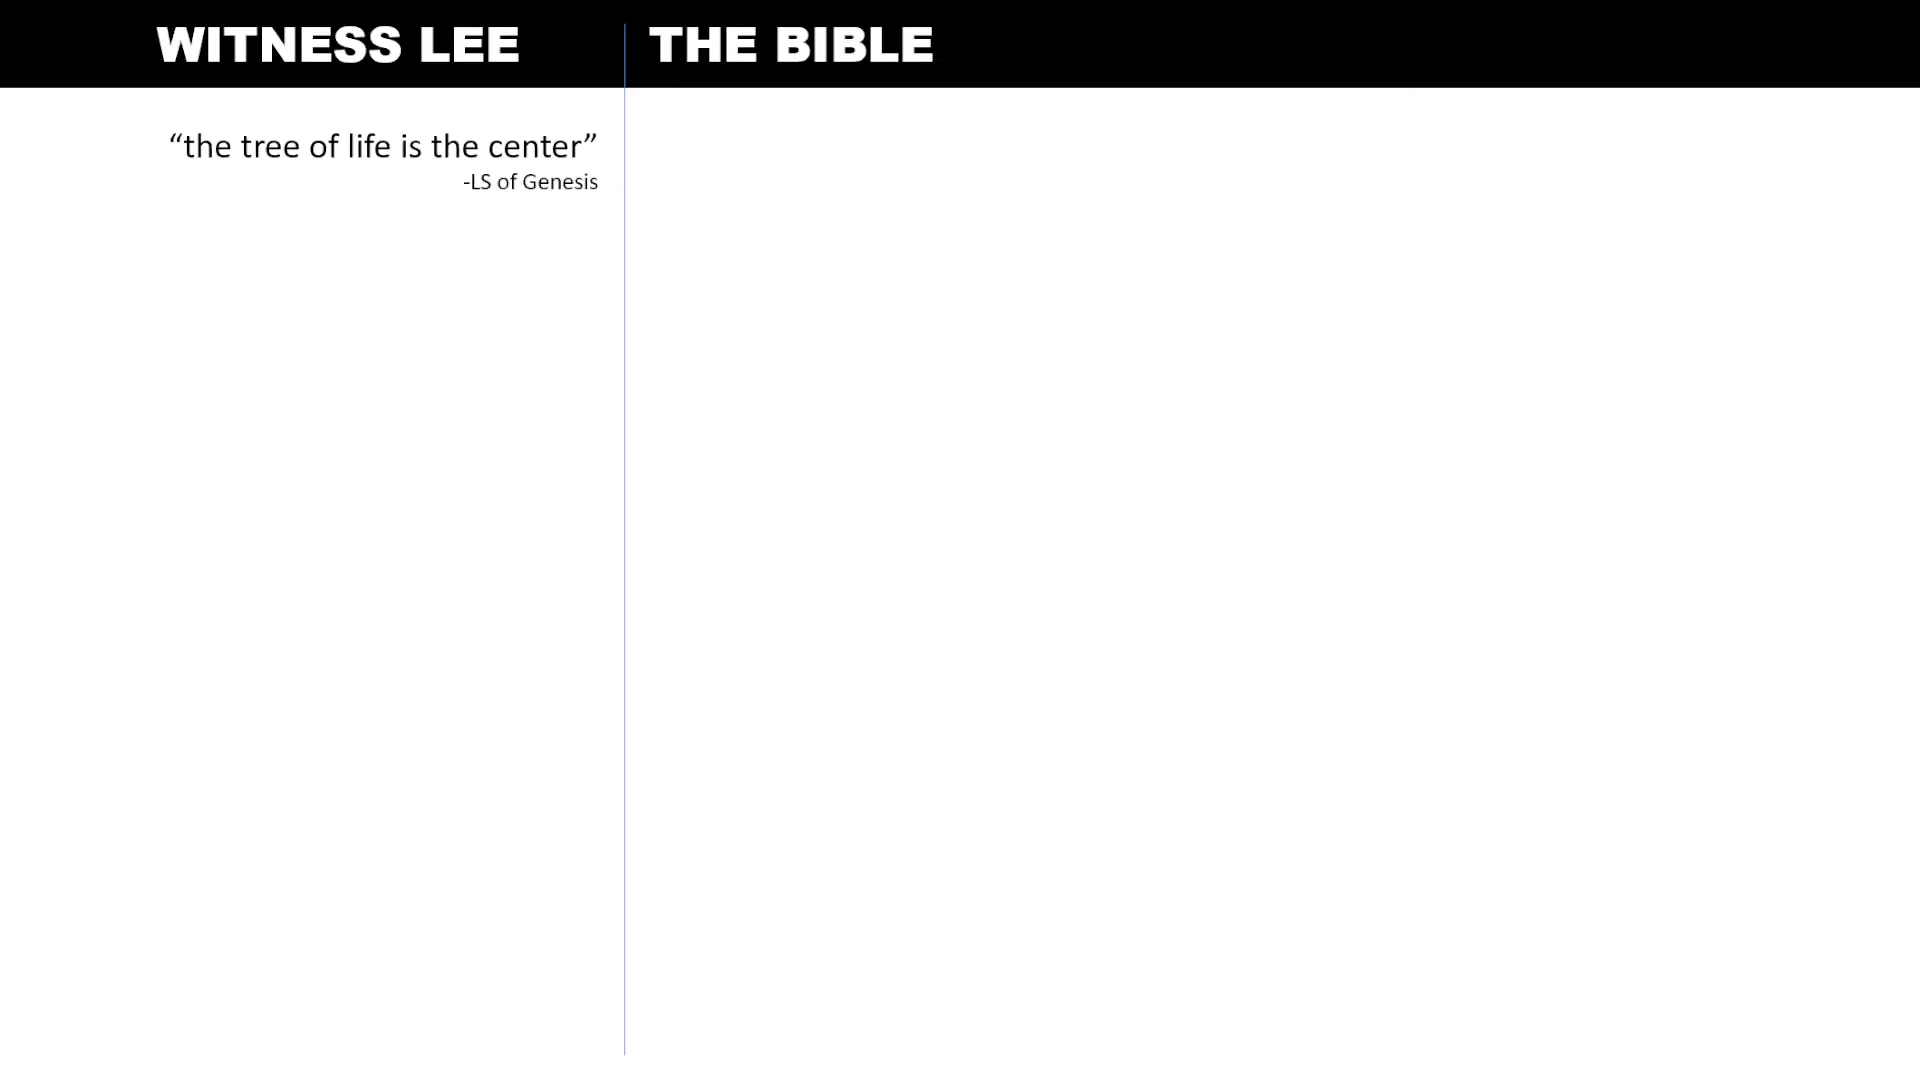 WITNESS LEE
THE BIBLE
“the tree of life is the center”
-LS of Genesis